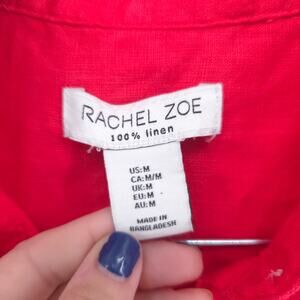 RACHEL ZOE
100% linen
US:M
CA:M/M
UK:M
EU:M
AU:M
MADE IN
BANGLADESH